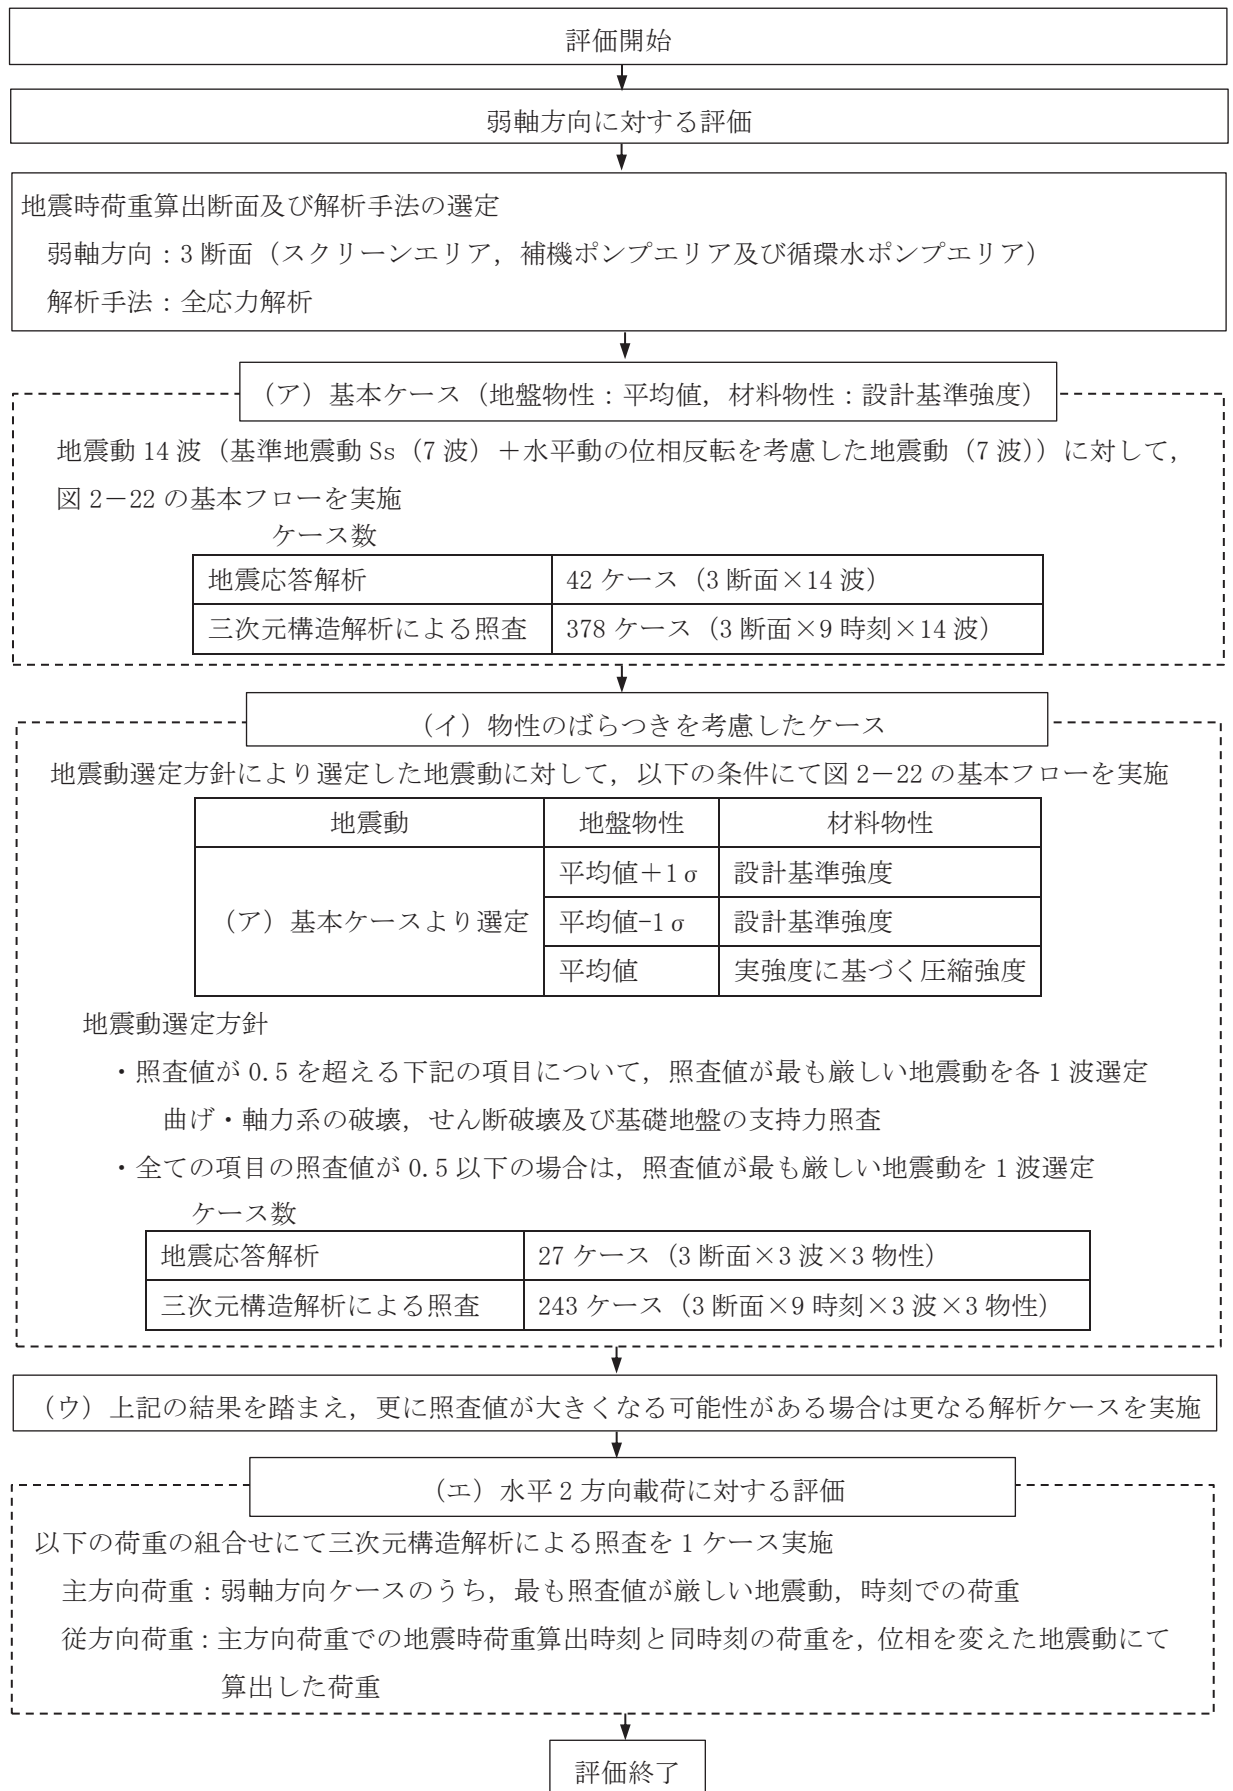 評価開始
弱軸方向に対する評価
地震時荷重算出断面及び解析手法の選定
弱軸方向：3断面（スクリーンエリア，補機ポンプエリア及び循環水ポンプエリア）
解析手法：全応力解析
（ア）基本ケース（地盤物性：平均値，材料物性：設計基準強度）
地震動14波（基準地震動Ss（7波）＋水平動の位相反転を考慮した地震動（7波））に対して，
図2－22の基本フローを実施
ケース数
地震応答解析 42ケース（3断面×14波）
三次元構造解析による照査 378ケース（3断面×9時刻×14波）
（イ）物性のばらつきを考慮したケース
地震動選定方針により選定した地震動に対して，以下の条件にて図2－22の基本フローを実施
地震動 地盤物性 材料物性
平均値＋1σ 設計基準強度
（ア）基本ケースより選定 平均値-1σ 設計基準強度
平均値 実強度に基づく圧縮強度
地震動選定方針
・照査値が0.5を超える下記の項目について，照査値が最も厳しい地震動を各1波選定
曲げ・軸力系の破壊，せん断破壊及び基礎地盤の支持力照査
・全ての項目の照査値が0.5以下の場合は，照査値が最も厳しい地震動を1波選定
ケース数
地震応答解析 27ケース（3断面×3波×3物性）
三次元構造解析による照査 243ケース（3断面×9時刻×3波×3物性）
（ウ）上記の結果を踏まえ，更に照査値が大きくなる可能性がある場合は更なる解析ケースを実施
（エ）水平2方向載荷に対する評価
以下の荷重の組合せにて三次元構造解析による照査を1ケース実施
主方向荷重：弱軸方向ケースのうち，最も照査値が厳しい地震動，時刻での荷重
従方向荷重：主方向荷重での地震時荷重算出時刻と同時刻の荷重を，位相を変えた地震動にて
算出した荷重
評価終了